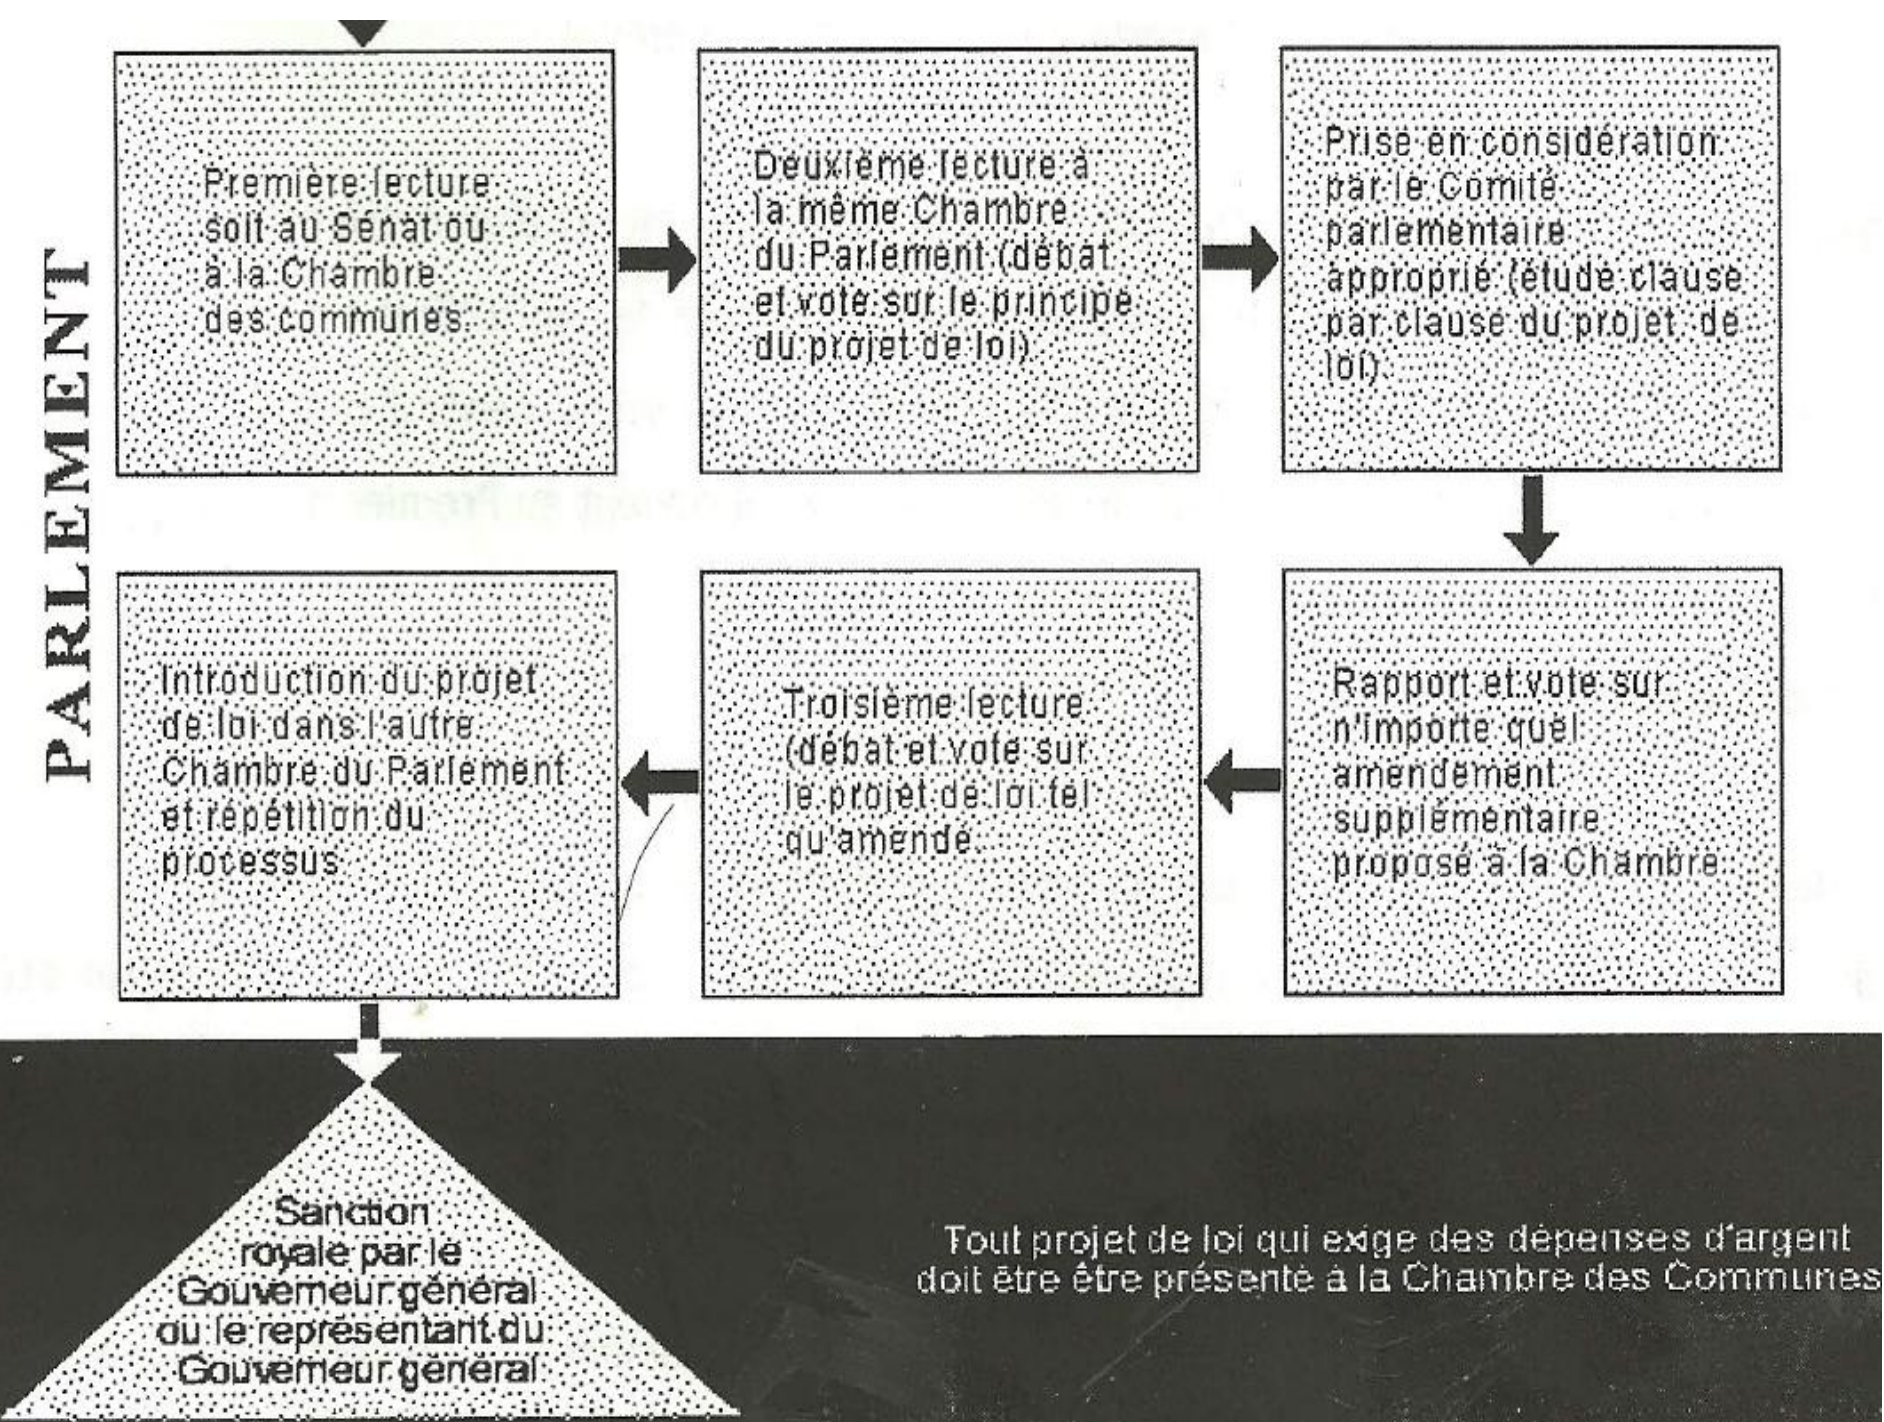 PARLEMENT
Première lecture
soit au Sénat ou
à la Chambre
des communes.
Deuxième lecture à
la même Chambre
du Parlement (débat
et vote sur le principe
du projet de loi)
Prise en considération
par le Comité
parlementaire
approprié (étude clause
par clause du projet de
loi)
Rapport et vote sur
n'importe quel
amendement
supplémentaire
proposé à la Chambre
Troisième lecture
(débat et vote sur
le projet de loi tel
qu'amendé.
Introduction du projet
de loi dans l'autre
Chambre du Parlement
et répétition du
processus
Sanction
royale par le
Gouverneur général
ou le représentant du
Gouverneur général
Tout projet de loi qui exige des dépenses d'argent
doit être être présenté à la Chambre des Communes